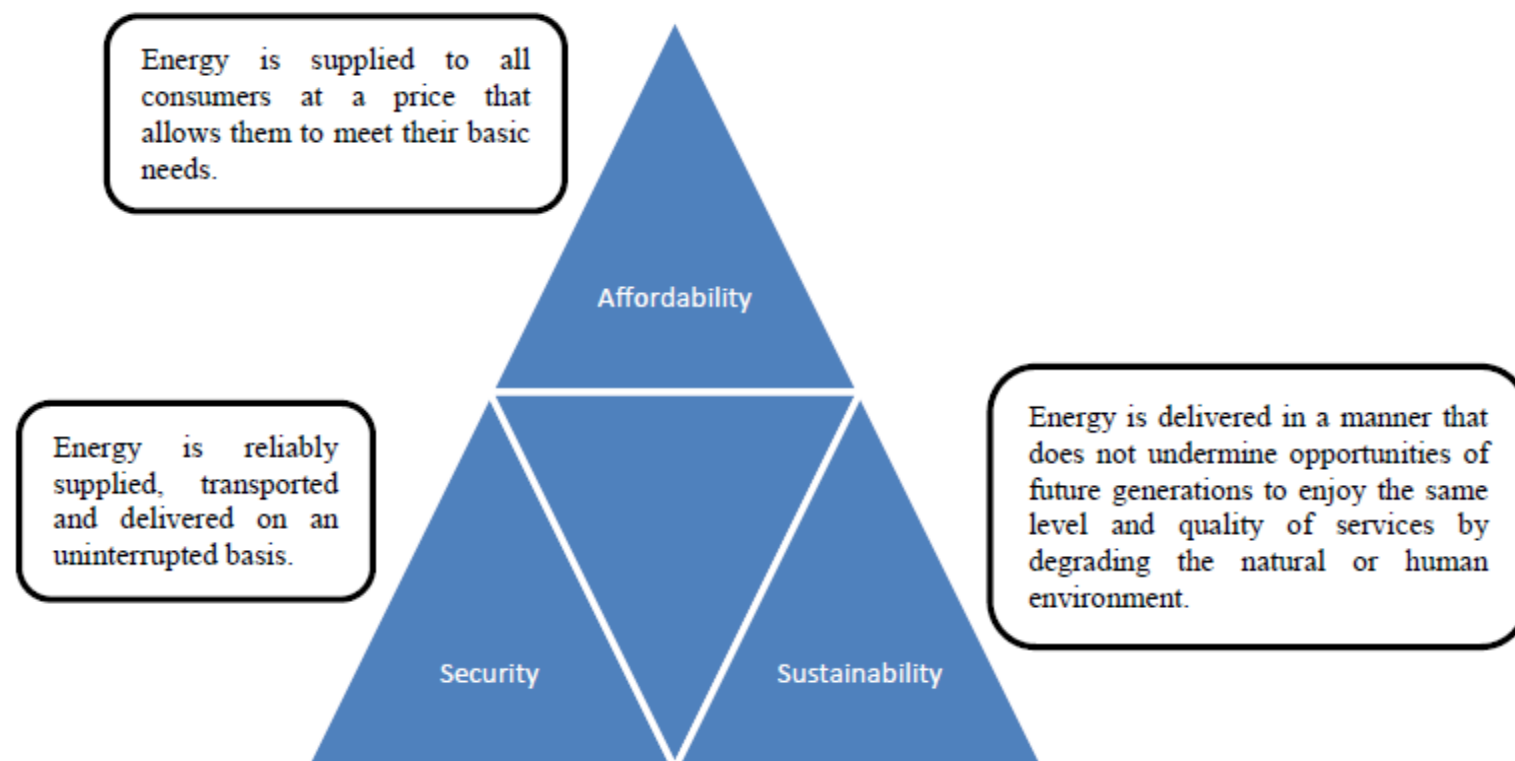 Energy is supplied to all
consumers at a price that
allows them to meet their basic
needs.
Affordability
Energy is reliably
supplied, transported
and delivered on an
uninterrupted basis.
Energy is delivered in a manner that
does not undermine opportunities of
future generations to enjoy the same
level and quality of services by
degrading the natural or human
environment.
Security
Sustainability